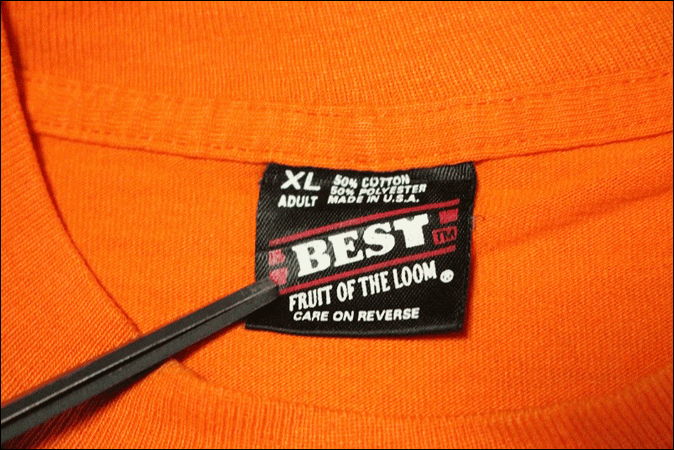 XL 50% COTTON
50% POLYESTER
ADULT MADE IN U.S.A.
BEST TM
FRUIT OF THE LOOM ®
CARE ON REVERSE